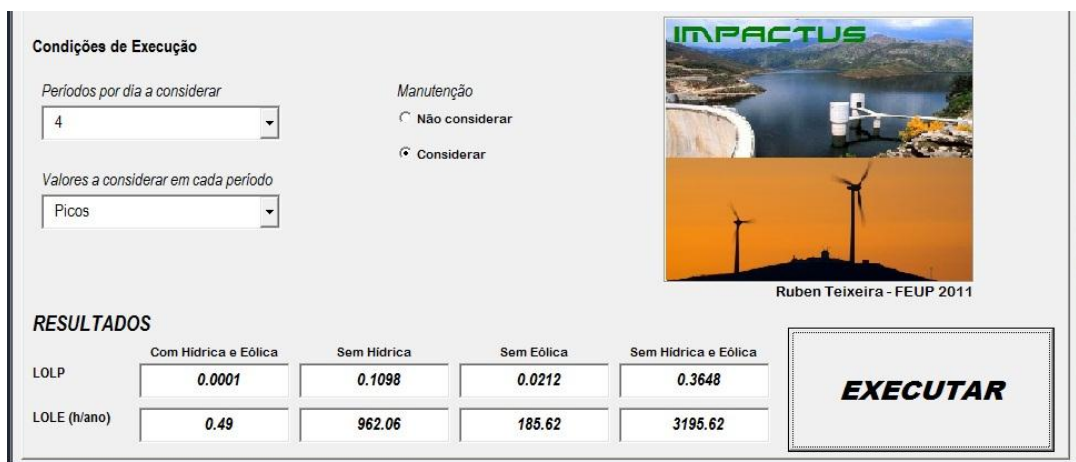 IMPACTUS
Condições de Execução
Períodos por dia a considerar
4
Manutenção
Não considerar
Considerar
Valores a considerar em cada período
Picos
Ruben Teixeira - FEUP 2011
RESULTADOS
Com Hídrica e Eólica Sem Hídrica Sem Eólica Sem Hídrica e Eólica
LOLP 0.0001 0.1098 0.0212 0.3648
LOLE (h/ano) 0.49 962.06 185.62 3195.62
EXECUTAR